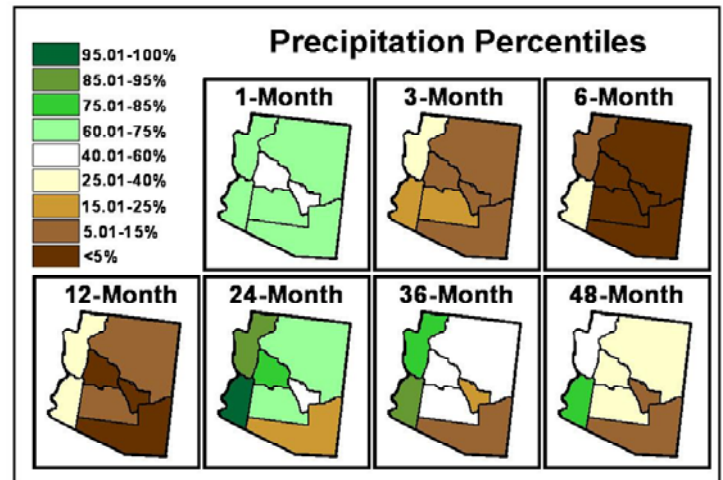 Precipitation Percentiles
95.01-100%
85.01-95%
75.01-85%
60.01-75%
40.01-60%
25.01-40%
15.01-25%
5.01-15%
<5%
1-Month
3-Month
6-Month
12-Month
24-Month
36-Month
48-Month